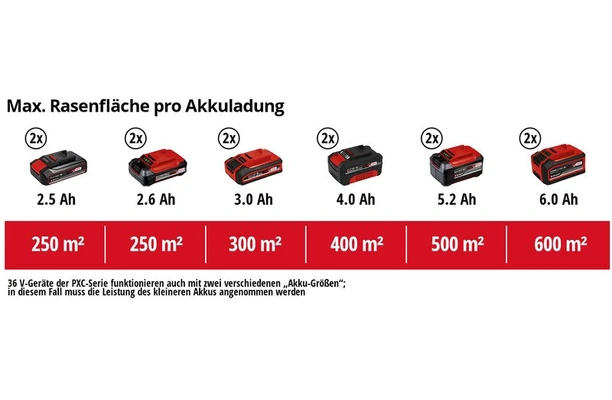 Max. Rasenfläche pro Akkuladung
2x 2x 2x 2x 2x 2x
2.5 Ah 2.6 Ah 3.0 Ah 4.0 Ah 5.2 Ah 6.0 Ah
250 m² 250 m² 300 m² 400 m² 500 m² 600 m²
36 V-Geräte der PXC-Serie funktionieren auch mit zwei verschiedenen „Akku-Größen“;
in diesem Fall muss die Leistung des kleineren Akkus angenommen werden